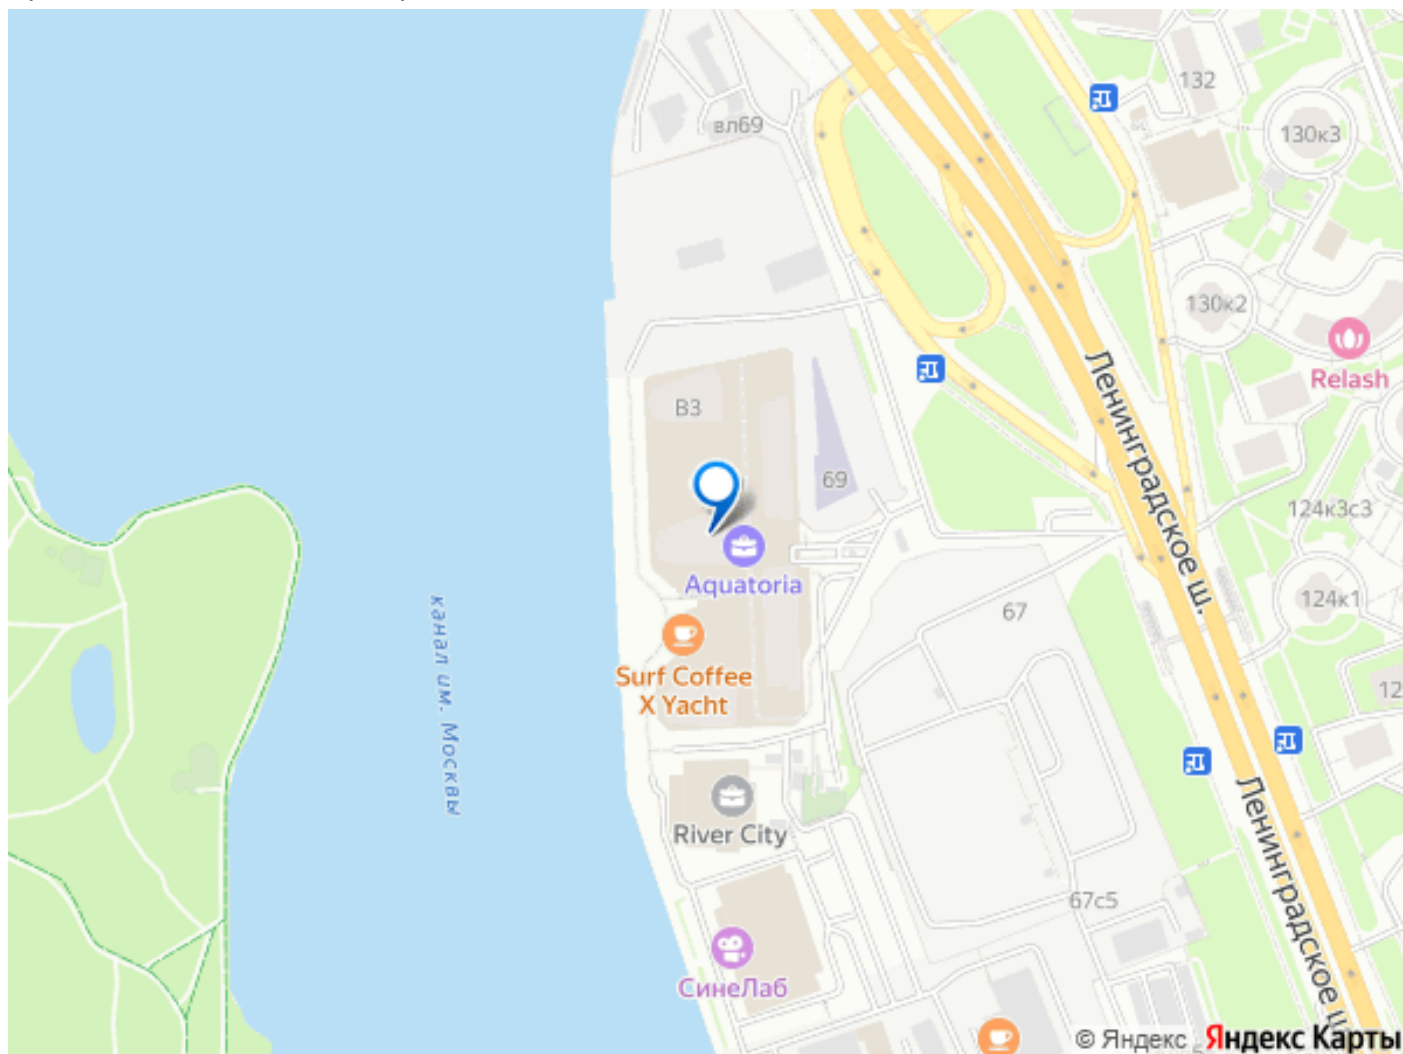 132
вл69
130к3
130к2
Relash
В3
Ленинградское ш.
69
124к3с3
Aquatoria
124к1
67
канал им. Москвы
Surf Coffee
X Yacht
12
River City
Ленинградское ш.
67с5
СинеЛаб
© Яндекс Яндекс Карты